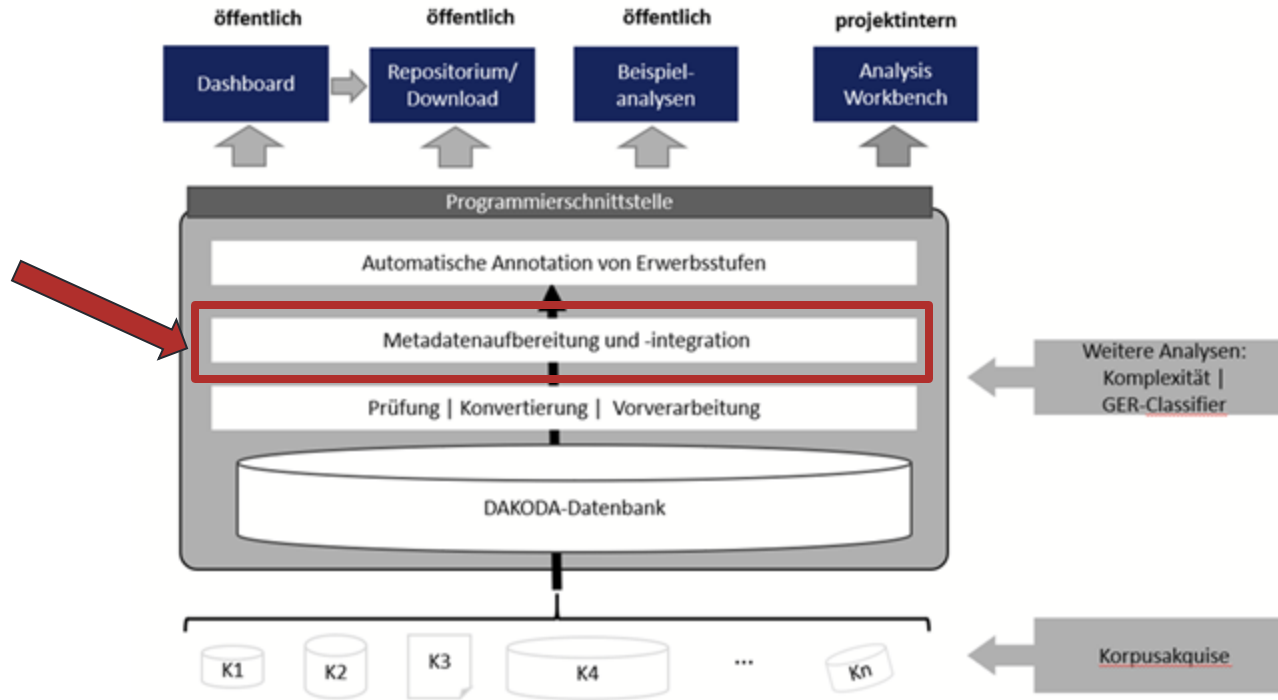 öffentlich
öffentlich
öffentlich
projektintern
Dashboard
Repositorium/
Download
Beispiel-
analysen
Analysis
Workbench
Programmierschnittstelle
Automatische Annotation von Erwerbsstufen
Metadatenaufbereitung und -integration
Prüfung | Konvertierung | Vorverarbeitung
DAKODA-Datenbank
Weitere Analysen:
Komplexität |
GER-Classifier
K1
K2
K3
K4
...
Kn
Korpusakquise